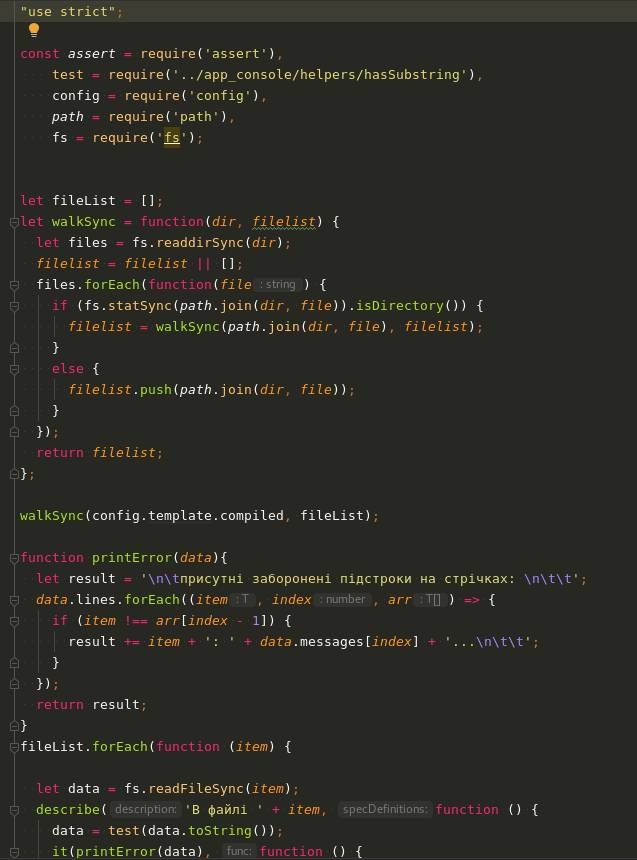 "use strict";
const assert = require('assert'),
test = require('../app_console/helpers/hasSubstring'),
config = require('config'),
path = require('path'),
fs = require('fs');
let fileList = [];
let walkSync = function(dir, filelist) {
let files = fs.readdirSync(dir);
filelist = filelist || [];
files.forEach(function(file : string ) {
if (fs.statSync(path.join(dir, file)).isDirectory()) {
filelist = walkSync(path.join(dir, file), filelist);
}
else {
filelist.push(path.join(dir, file));
}
});
return filelist;
};
walkSync(config.template.compiled, fileList);
function printError(data){
let result = '\n\tприсутні заборонені підстроки на стрічках: \n\t\t';
data.lines.forEach((item : T , index : number , arr : T[] ) => {
if (item !== arr[index - 1]) {
result += item + ': ' + data.messages[index] + '...\n\t\t';
}
});
return result;
}
fileList.forEach(function (item) {
let data = fs.readFileSync(item);
describe( description: 'В файлі ' + item, specDefinitions: function () {
data = test(data.toString());
it(printError(data), func: function () {